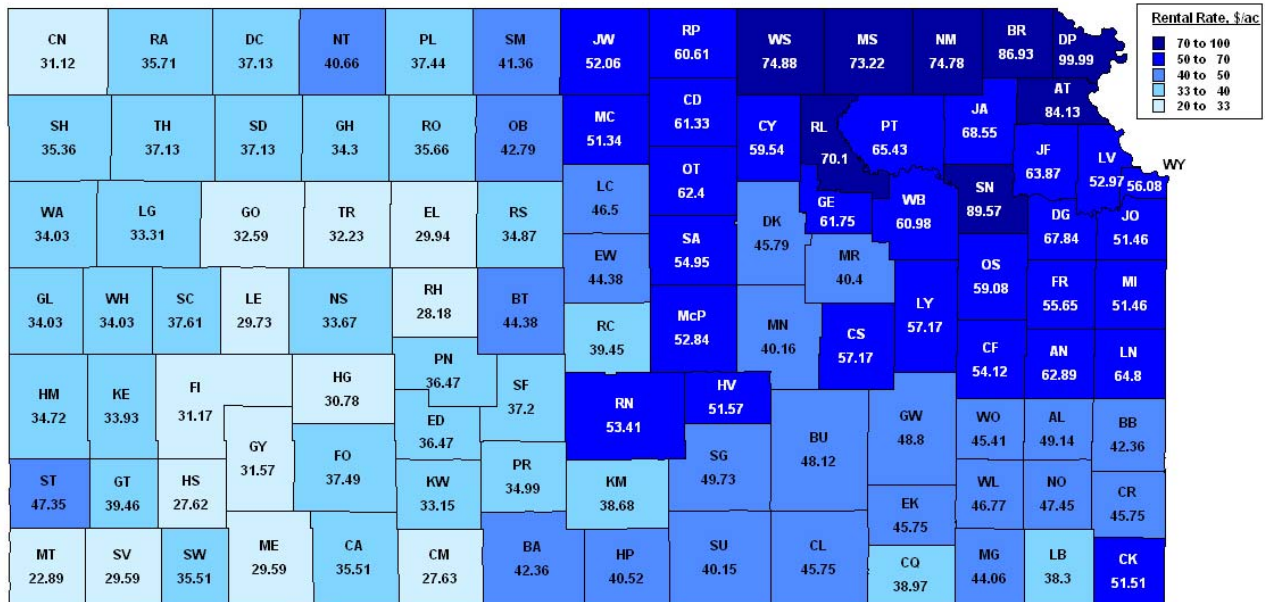 Rental Rate, $/ac
70 to 100
50 to 70
40 to 50
33 to 40
20 to 33
CN
31.12
RA
35.71
DC
37.13
NT
40.66
PL
37.44
SM
41.36
JW
52.06
RP
60.61
WS
74.88
MS
73.22
NM
74.78
BR
86.93
DP
99.99
SH
35.36
TH
37.13
SD
37.13
GH
34.3
RO
35.66
OB
42.79
MC
51.34
CD
61.33
CY
59.54
RL
70.1
PT
65.43
JA
68.55
AT
84.13
OT
62.4
JF
63.87
LV
52.97
WY
56.08
WA
34.03
LG
33.31
GO
32.59
TR
32.23
EL
29.94
RS
34.87
LC
46.5
DK
45.79
GE
61.75
WB
60.98
SN
89.57
DG
67.84
JO
51.46
EW
44.38
SA
54.95
MR
40.4
OS
59.08
FR
55.65
MI
51.46
GL
34.03
WH
34.03
SC
37.61
LE
29.73
NS
33.67
RH
28.18
BT
44.38
RC
39.45
McP
52.84
MN
40.16
CS
57.17
LY
57.17
CF
54.12
AN
62.89
LN
64.8
HM
34.72
KE
33.93
FI
31.17
HG
30.78
PN
36.47
SF
37.2
RN
53.41
HV
51.57
ED
36.47
GY
31.57
FO
37.49
BU
48.12
GW
48.8
WO
45.41
AL
49.14
BB
42.36
ST
47.35
GT
39.46
HS
27.62
KW
33.15
PR
34.99
KM
38.68
SG
49.73
EK
45.75
WL
46.77
NO
47.45
CR
45.75
MT
22.89
SV
29.59
SW
35.51
ME
29.59
CA
35.51
CM
27.63
BA
42.36
HP
40.52
SU
40.15
CL
45.75
CQ
38.97
MG
44.06
LB
38.3
CK
51.51